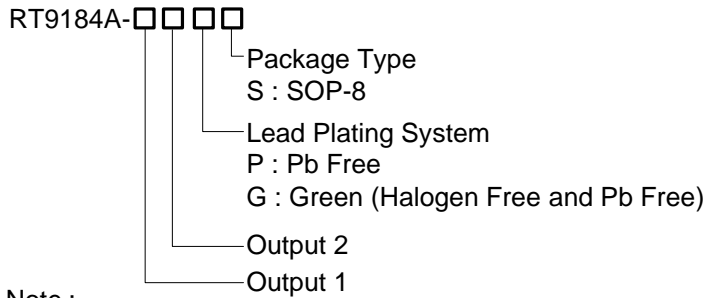 RT9184A-□□□□
Package Type
S : SOP-8
Lead Plating System
P : Pb Free
G : Green (Halogen Free and Pb Free)
Output 2
Output 1
Note :